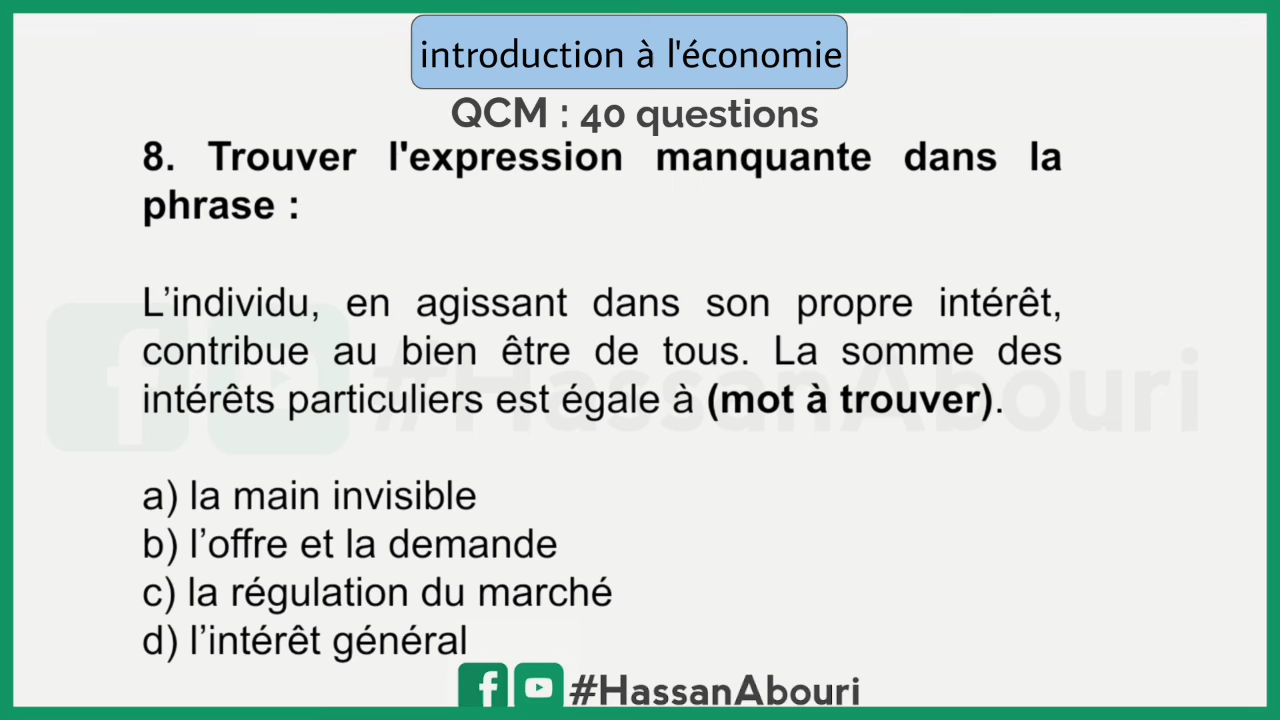 introduction à l'économie
QCM : 40 questions
8. Trouver l'expression manquante dans la
phrase :
L’individu, en agissant dans son propre intérêt,
contribue au bien être de tous. La somme des
intérêts particuliers est égale à (mot à trouver).
#HassanAbouri
a) la main invisible
b) l’offre et la demande
c) la régulation du marché
d) l’intérêt général
#HassanAbouri